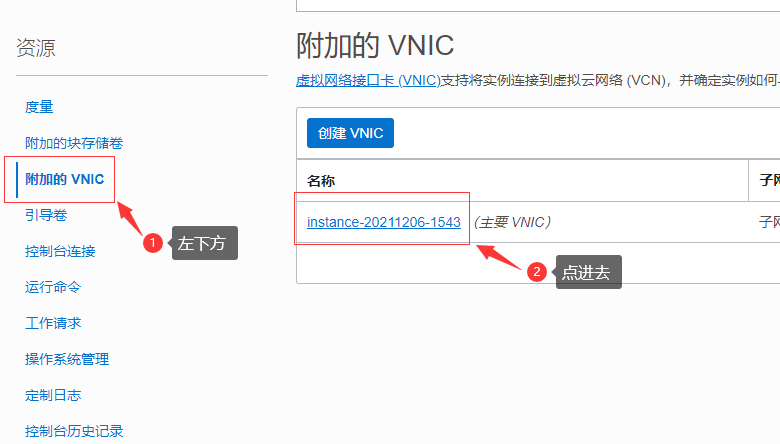 资源
度量
附加的块存储卷
附加的 VNIC
引导卷
控制台连接
运行命令
工作请求
操作系统管理
定制日志
控制台历史记录
1 左下方
附加的 VNIC
虚拟网络接口卡 (VNIC)支持将实例连接到虚拟云网络 (VCN)，并确定实例如何
创建 VNIC
名称 子网
instance-20211206-1543 （主要 VNIC） 子网
2 点进去